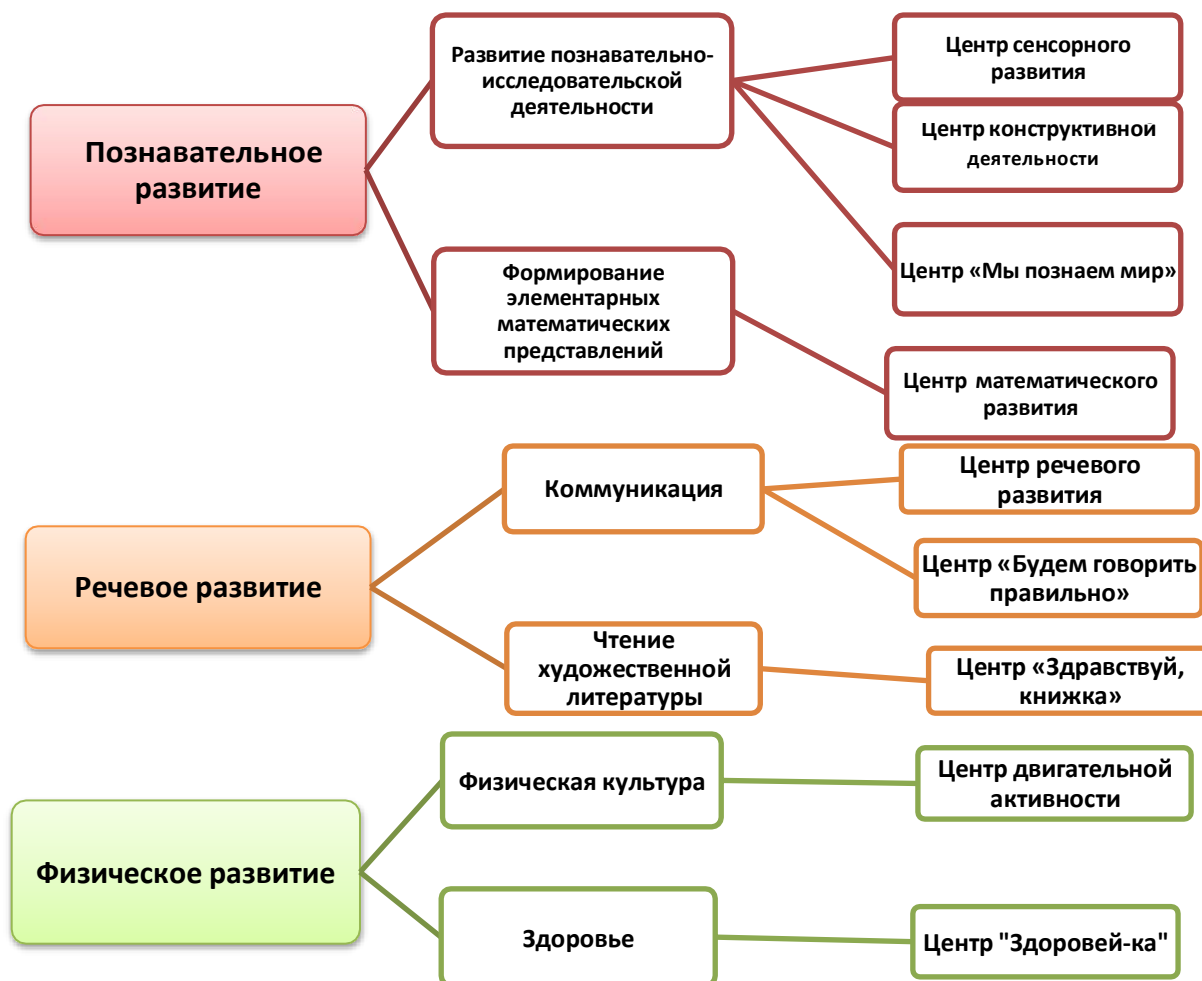 Познавательное
развитие
Развитие познавательно-
исследовательской
деятельности
Центр сенсорного
развития
Центр конструктивной
деятельности
Центр «Мы познаем мир»
Формирование
элементарных
математических
представлений
Центр математического
развития
Речевое развитие
Коммуникация
Центр речевого
развития
Центр «Будем говорить
правильно»
Чтение
художественной
литературы
Центр «Здравствуй,
книжка»
Физическое развитие
Физическая культура
Центр двигательной
активности
Здоровье
Центр "Здоровей-ка"